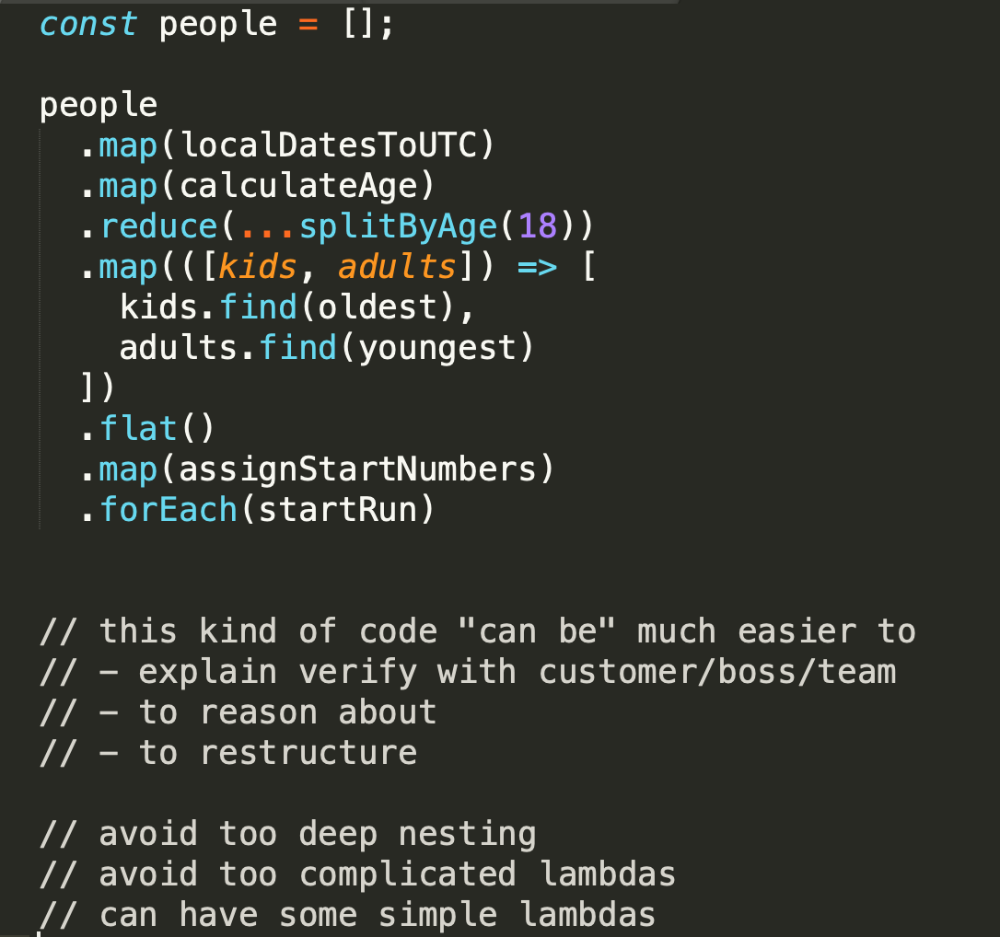 const people = [];
people
.map(localDatesToUTC)
.map(calculateAge)
.reduce(...splitByAge(18))
.map(([kids, adults]) => [
kids.find(oldest),
adults.find(youngest)
])
.flat()
.map(assignStartNumbers)
.forEach(startRun)
// this kind of code "can be" much easier to
// – explain verify with customer/boss/team
// – to reason about
// – to restructure
// avoid too deep nesting
// avoid too complicated lambdas
// can have some simple lambdas